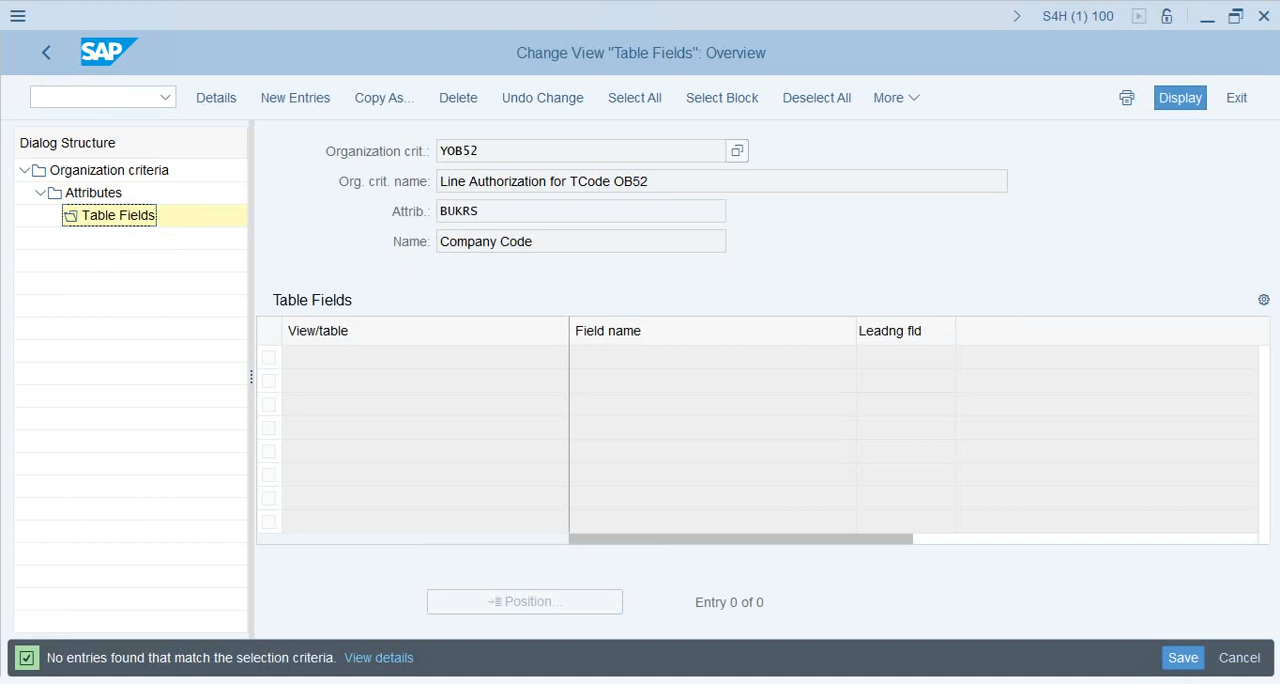 S4H (1) 100
SAP
Change View "Table Fields": Overview
Details New Entries Copy As... Delete Undo Change Select All Select Block Deselect All More Display Exit
Dialog Structure
Organization criteria
Attributes
Table Fields
Organization crit.: YOB52
Org. crit. name: Line Authorization for TCode OB52
Attrib.: BUKRS
Name: Company Code
Table Fields
View/table Field name Leadng fld
Position... Entry 0 of 0
No entries found that match the selection criteria. View details Save Cancel